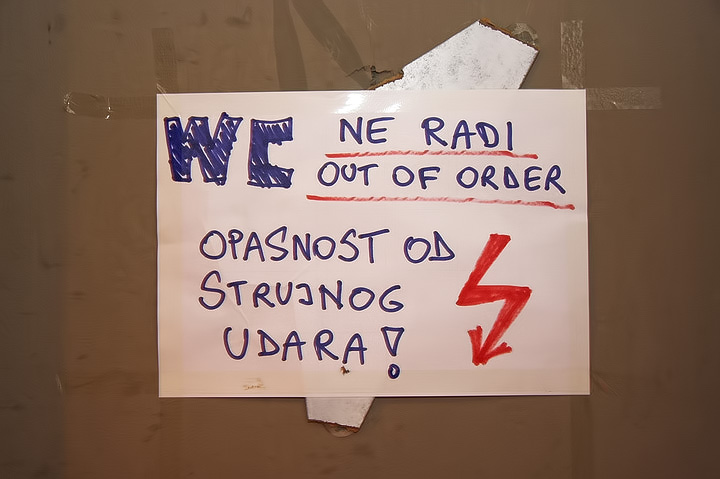 WC NE RADI
OUT OF ORDER
OPASNOST OD
STRUJNOG
UDARA!